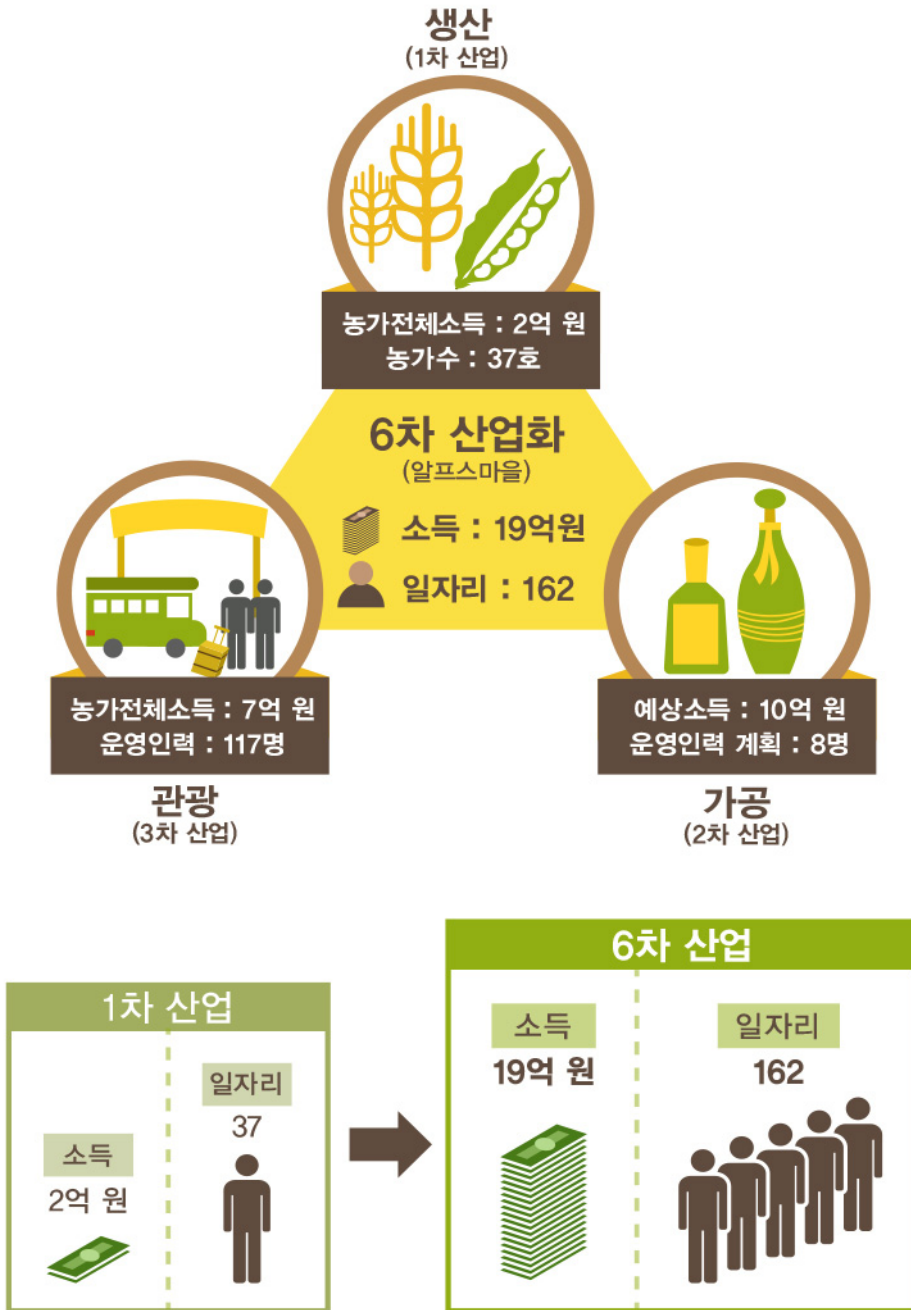 생산
(1차 산업)
농가전체소득 : 2억 원
농가수 : 37호
6차 산업화
(알프스마을)
소득 : 19억원
일자리 : 162
농가전체소득 : 7억 원
운영인력 : 117명
관광
(3차 산업)
예상소득 : 10억 원
운영인력 계획 : 8명
가공
(2차 산업)
1차 산업
소득
2억 원
일자리
37
6차 산업
소득
19억 원
일자리
162